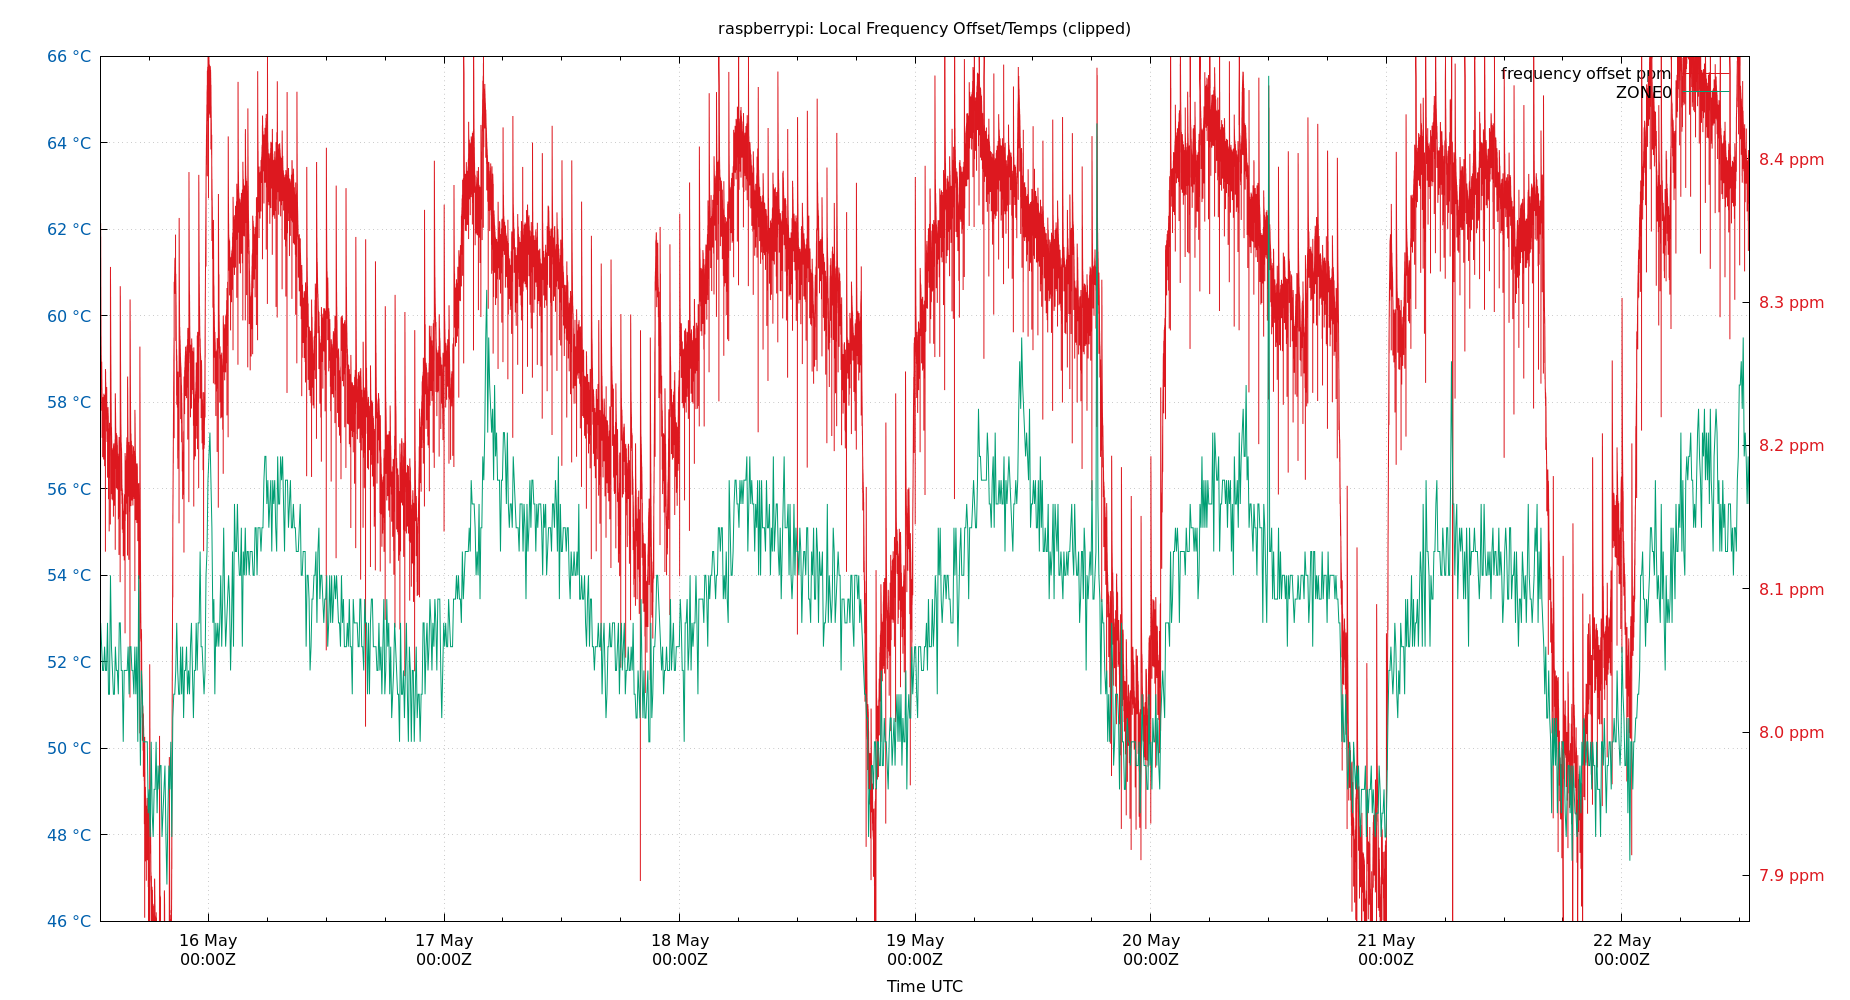 raspberrypi: Local Frequency Offset/Temps (clipped)
66 °C
64 °C
62 °C
60 °C
58 °C
56 °C
54 °C
52 °C
50 °C
48 °C
46 °C
frequency offset ppm
ZONE0
8.4 ppm
8.3 ppm
8.2 ppm
8.1 ppm
8.0 ppm
7.9 ppm
16 May
00:00Z
17 May
00:00Z
18 May
00:00Z
19 May
00:00Z
20 May
00:00Z
21 May
00:00Z
22 May
00:00Z
Time UTC